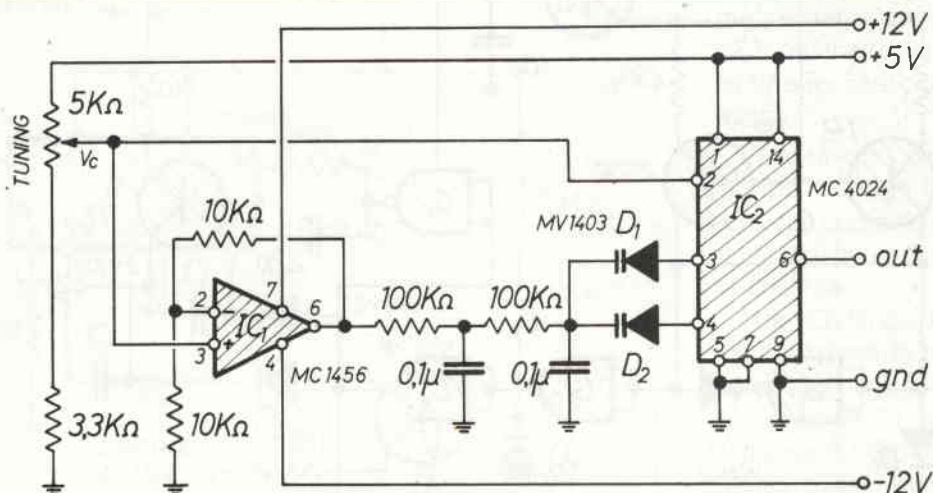 +12V
+5V
5KΩ
TUNING
Vc
1
14
2
MC 4024
IC2
10KΩ
MV1403
D1
3
6
out
2
−
7
6
IC1
3
+
4
100KΩ
100KΩ
4
D2
5
7
9
MC 1456
0,1μ
0,1μ
gnd
3,3KΩ
10KΩ
-12V